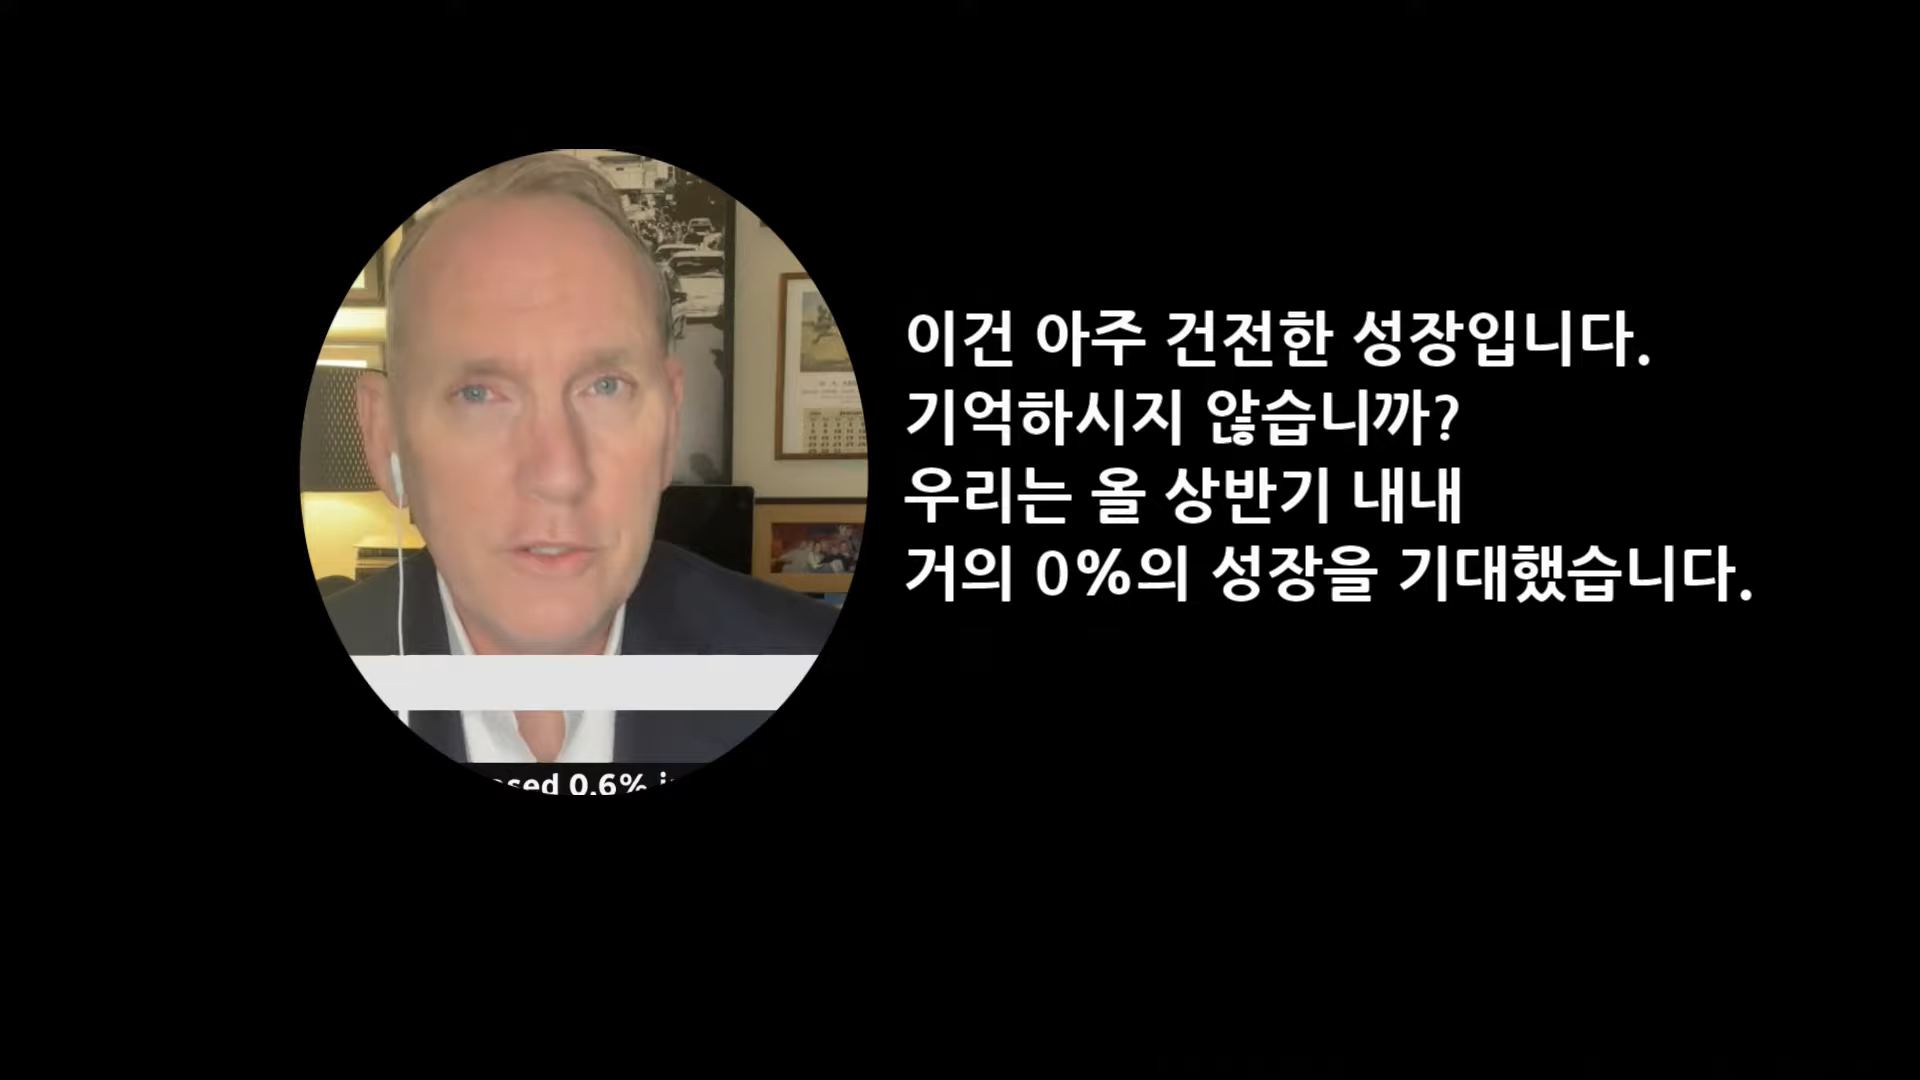 이건 아주 건전한 성장입니다.
기억하시지 않습니까?
우리는 올 상반기 내내
거의 0%의 성장을 기대했습니다.
0.6%